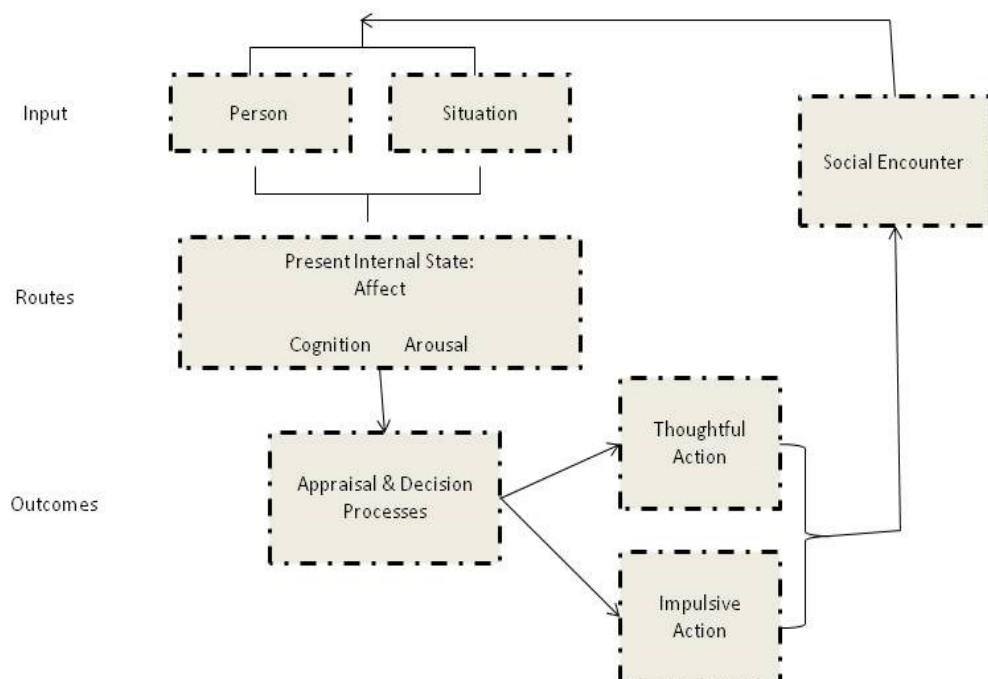 Input
Person
Situation
Social Encounter
Routes
Present Internal State:
Affect
Cognition Arousal
Outcomes
Appraisal & Decision
Processes
Thoughtful
Action
Impulsive
Action